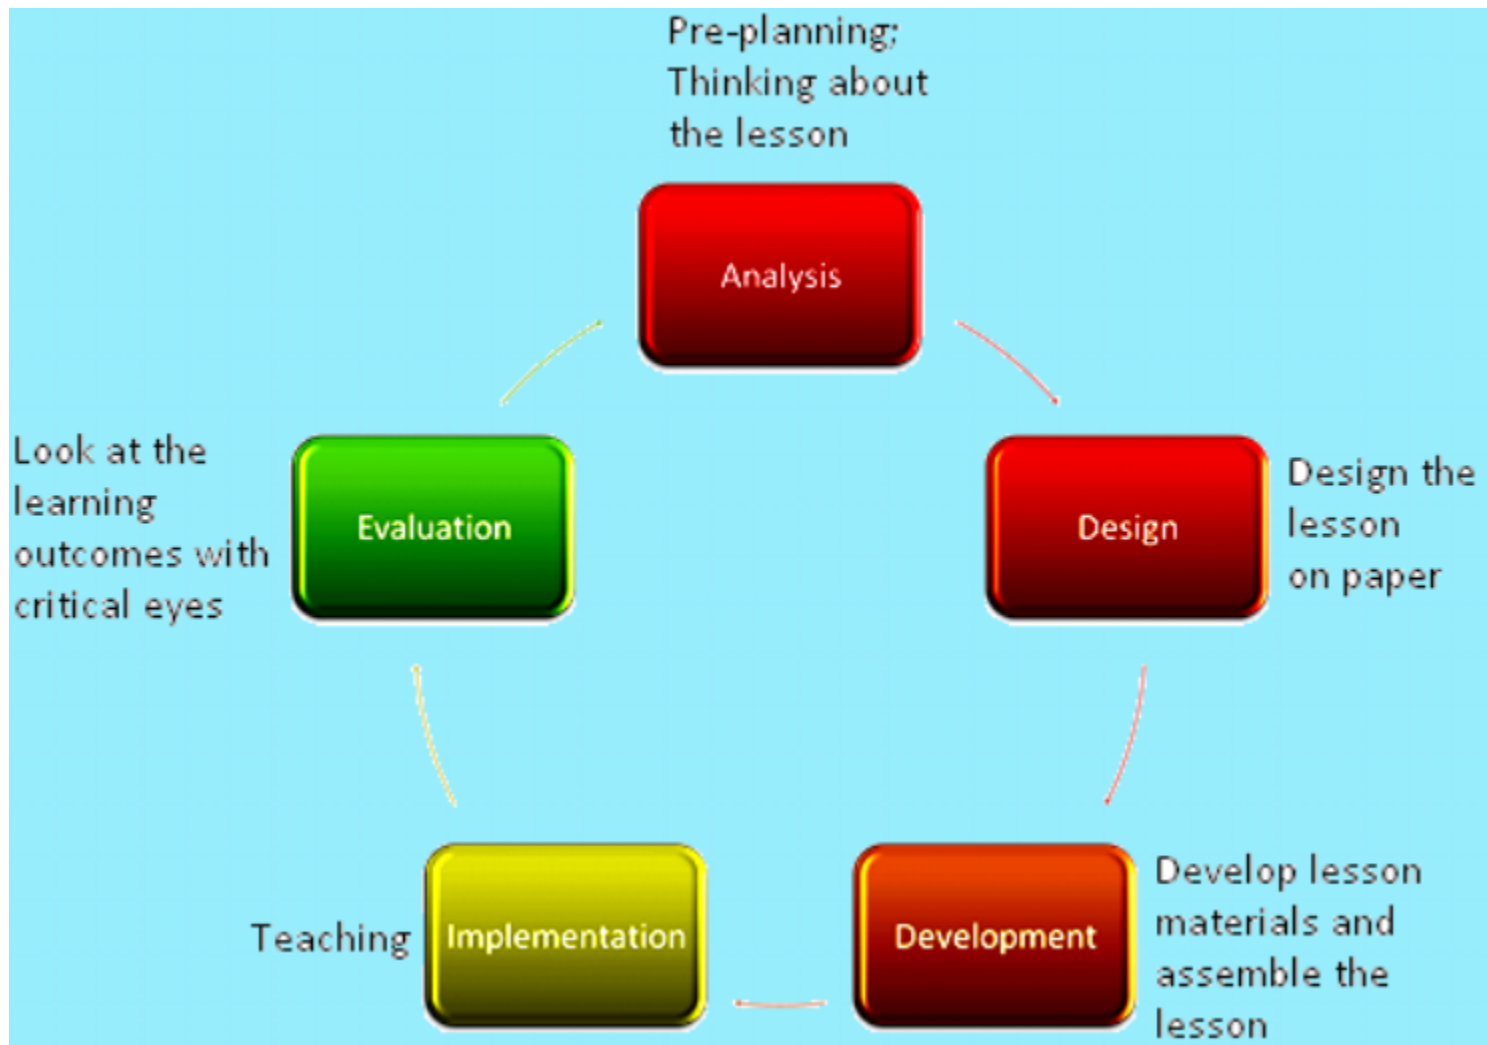 Pre-planning;
Thinking about
the lesson
Analysis
Design
Design the
lesson
on paper
Development
Develop lesson
materials and
assemble the
lesson
Implementation
Teaching
Evaluation
Look at the
learning
outcomes with
critical eyes